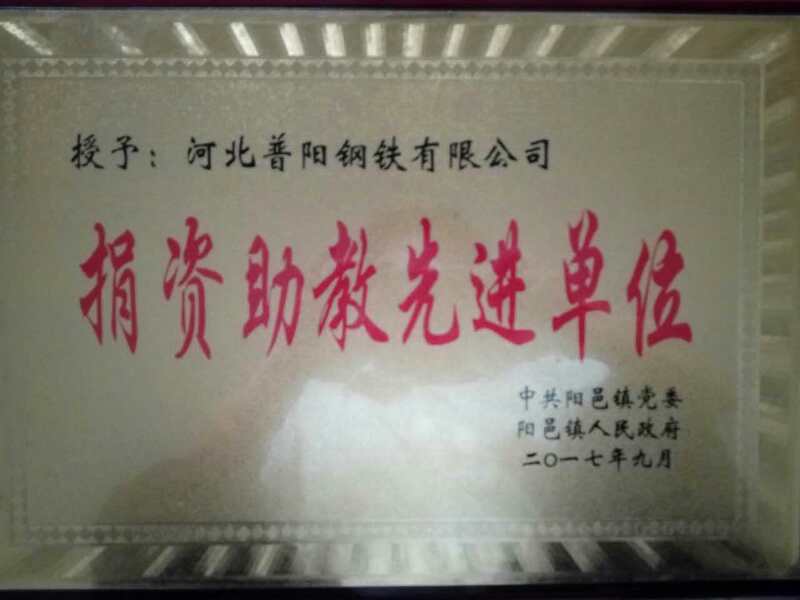 授予：河北普阳钢铁有限公司
捐资助教先进单位
中共阳邑镇党委
阳邑镇人民政府
二〇一七年九月